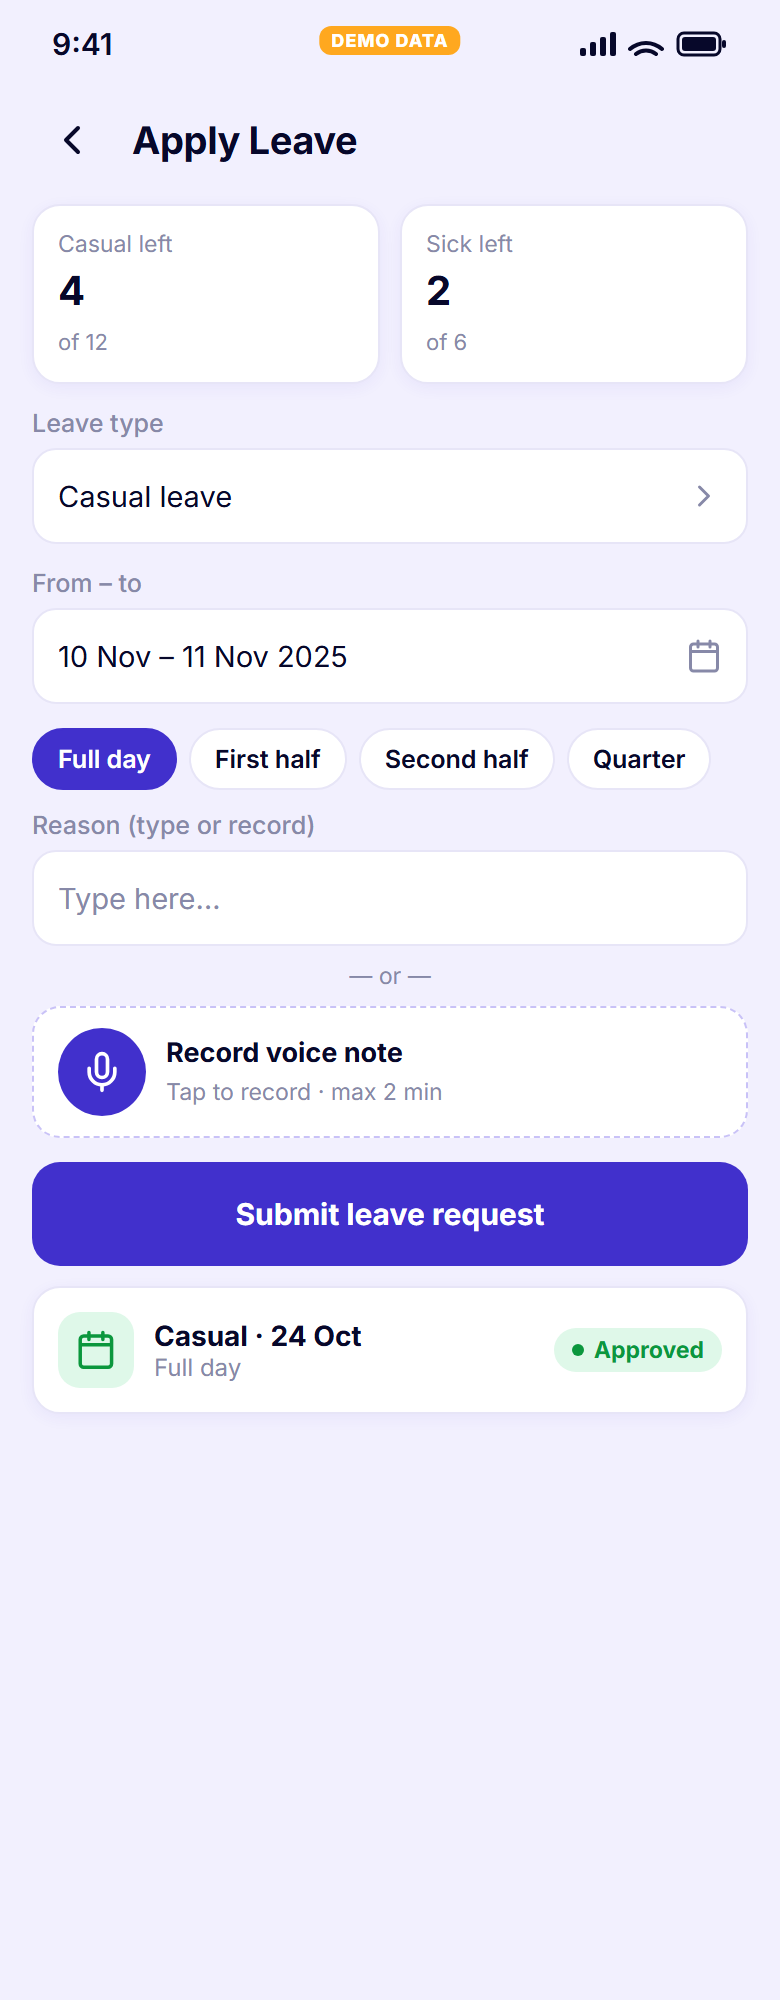 9:41
DEMO DATA
Apply Leave
Casual left
4
of 12
Sick left
2
of 6
Leave type
Casual leave
From – to
10 Nov – 11 Nov 2025
Full day
First half
Second half
Quarter
Reason (type or record)
Type here...
— or —
Record voice note
Tap to record · max 2 min
Submit leave request
Casual · 24 Oct
Full day
Approved